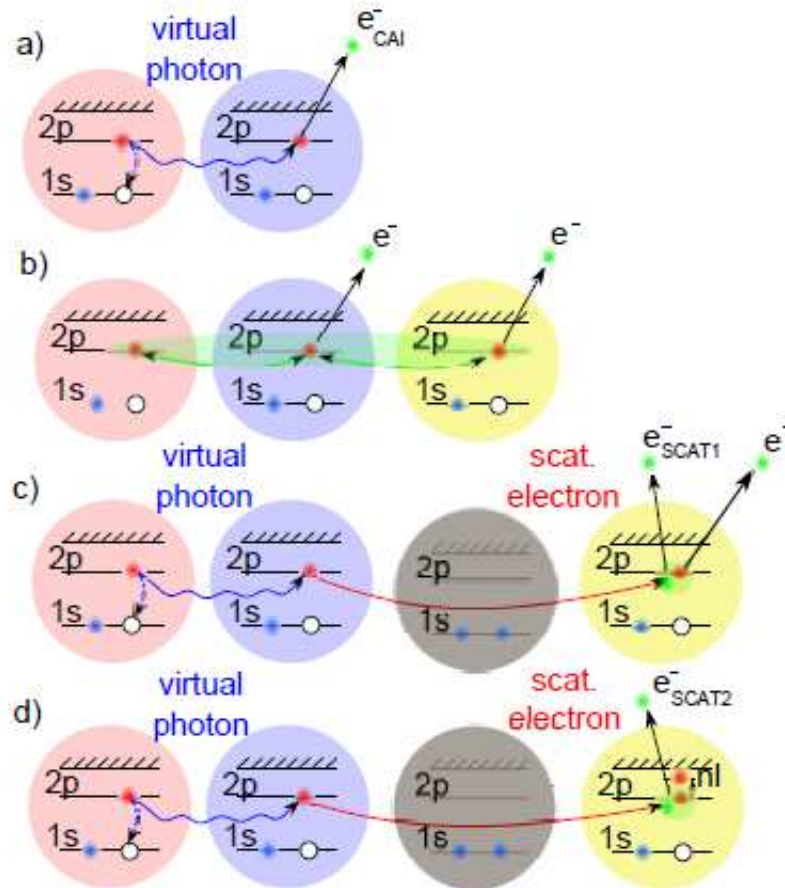 a)
virtual
photon
e⁻CAI
2p
2p
1s
1s
b)
e⁻
e⁻
2p
2p
2p
1s
1s
1s
c)
virtual
photon
scat.
electron
e⁻SCAT1
e⁻
2p
2p
2p
2p
1s
1s
1s
1s
d)
virtual
photon
scat.
electron
e⁻SCAT2
2p
2p
2p
2p
nl
1s
1s
1s
1s